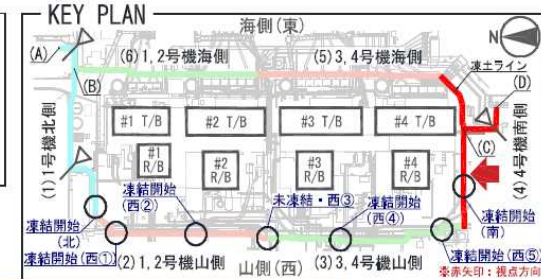 KEY PLAN
海側(東)
N
(A)
(6)1,2号機海側
(5)3,4号機海側
凍土ライン
(B)
(D)
(1)1号機北側
#1 T/B
#2 T/B
#3 T/B
#4 T/B
(C)
(4)4号機南側
#1
R/B
#2
R/B
#3
R/B
#4
R/B
凍結開始
(西②)
未凍結・西③
凍結開始
(西④)
凍結開始
(南)
凍結開始
(北)
凍結開始(西①)
(2)1,2号機山側
山側(西)
(3)3,4号機山側
凍結開始(西⑤)
※赤矢印:視点方向